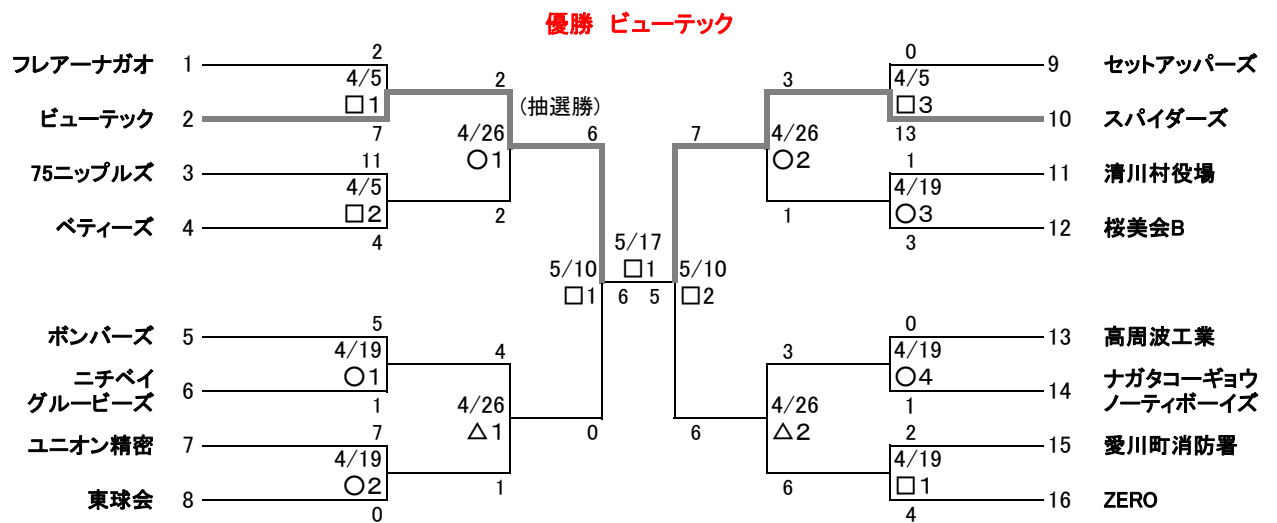 優勝 ビューテック
フレアーナガオ 1
2
4/5
□1
ビューテック 2
7
2
(抽選勝)
4/26
○1
75ニップルズ 3
11
4/5
□2
ベティーズ 4
4
2
6
5/10
□1
ボンバーズ 5
5
4/19
○1
ニチベイ
グルービーズ 6
1
4
4/26
△1
ユニオン精密 7
7
4/19
○2
東球会 8
0
1
0
5/17
□1
6 5
0
4/5
□3
9 セットアッパーズ
10 スパイダーズ
13
3
4/26
○2
1
4/19
○3
11 清川村役場
12 桜美会B
3
1
7
5/10
□2
0
4/19
○4
13 高周波工業
14 ナガタコーギョウ
ノーティボーイズ
1
3
4/26
△2
2
4/19
□1
15 愛川町消防署
16 ZERO
4
6
6